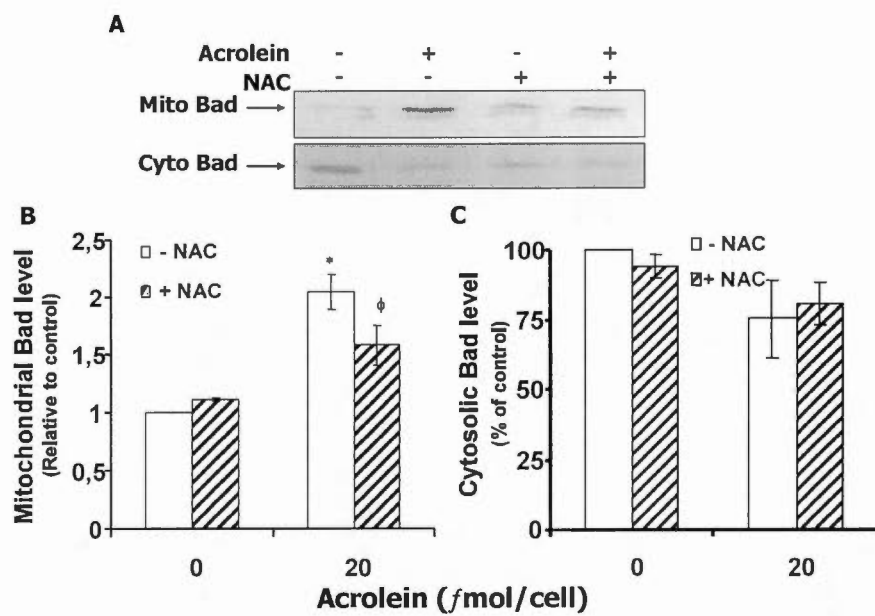 A
Acrolein - + - +
NAC - - + +
Mito Bad
Cyto Bad
B
Mitochondrial Bad level
(Relative to control)
2,5
2
1,5
1
0,5
0
- NAC
+ NAC
*
ϕ
0
20
C
Cytosolic Bad level
(% of control)
100
75
50
25
0
- NAC
+ NAC
0
20
Acrolein (ƒmol/cell)